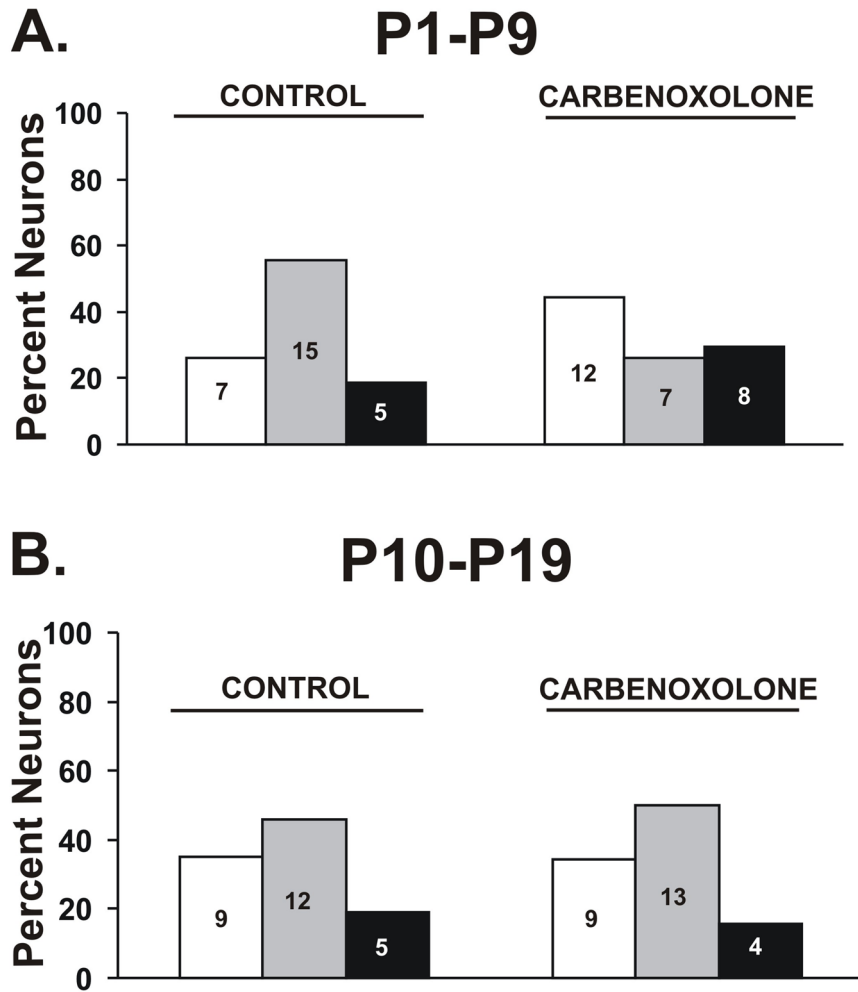 A.
P1-P9
CONTROL
CARBENOXOLONE
Percent Neurons
100
80
60
40
20
0
7
15
5
12
7
8
B.
P10-P19
CONTROL
CARBENOXOLONE
Percent Neurons
100
80
60
40
20
0
9
12
5
9
13
4